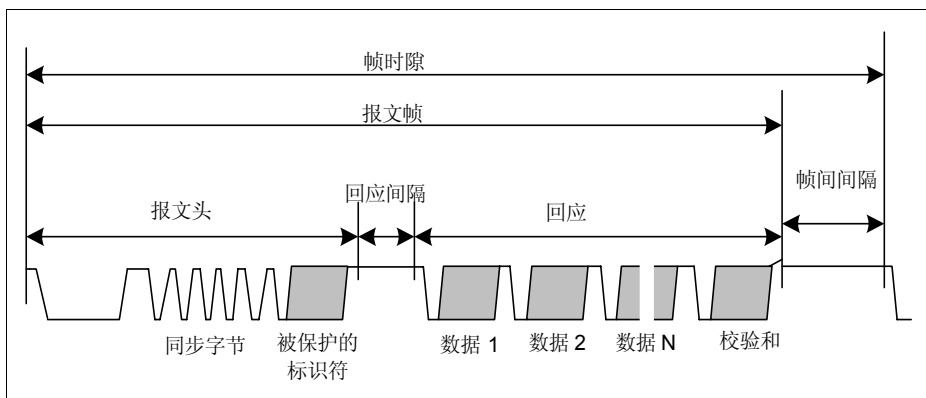 帧时隙
报文帧
帧间间隔
回应间隔
报文头
回应
同步字节
被保护的
标识符
数据 1
数据 2
数据 N
校验和